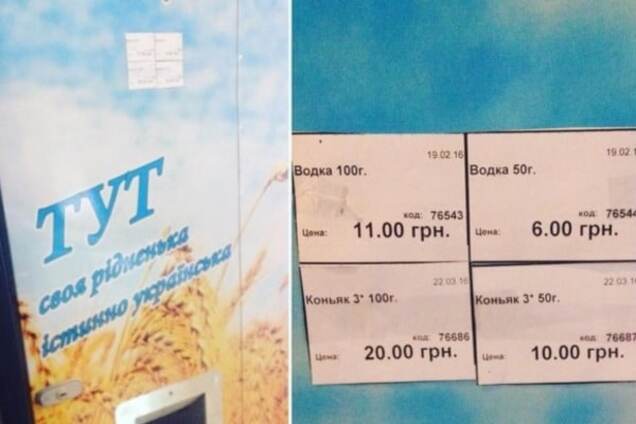 ТУТ
своя рідненька
істинно українська
19.02.16
Водка 100г.
код: 76543
Цена: 11.00 грн.
19.02.1
Водка 50г.
код: 76544
Цена: 6.00 грн.
22 03 16
Коньяк 3* 100г.
код: 76686
Цена: 20.00 грн.
22 03 16
Коньяк 3* 50г.
код: 76687
Цена: 10.00 грн.